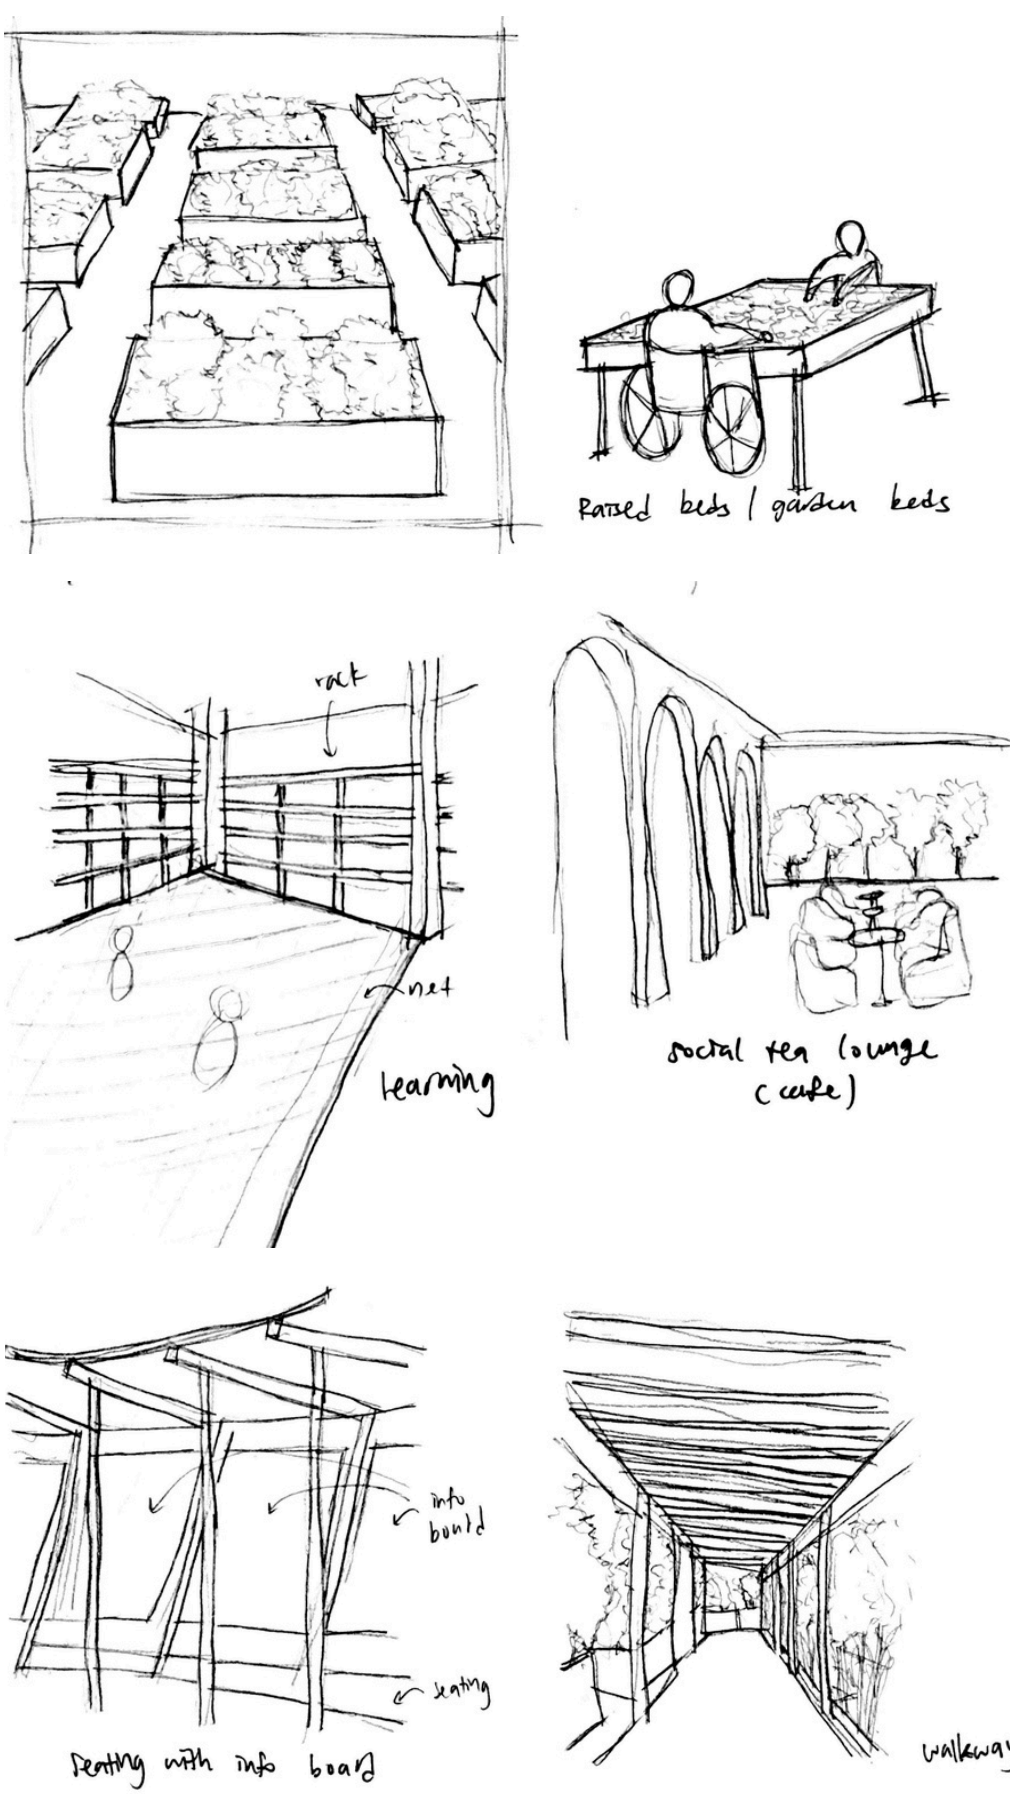 Raised beds / garden beds
rack
net
learning
social tea lounge
(cafe)
info
board
seating
seating with info board
walkway